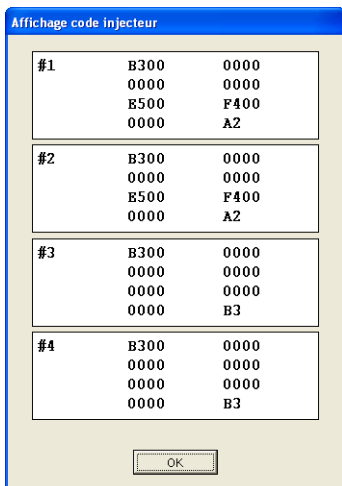 Affichage code injecteur
#1 B300 0000
0000 0000
E500 F400
0000 A2
#2 B300 0000
0000 0000
E500 F400
0000 A2
#3 B300 0000
0000 0000
0000 0000
0000 B3
#4 B300 0000
0000 0000
0000 0000
0000 B3
OK